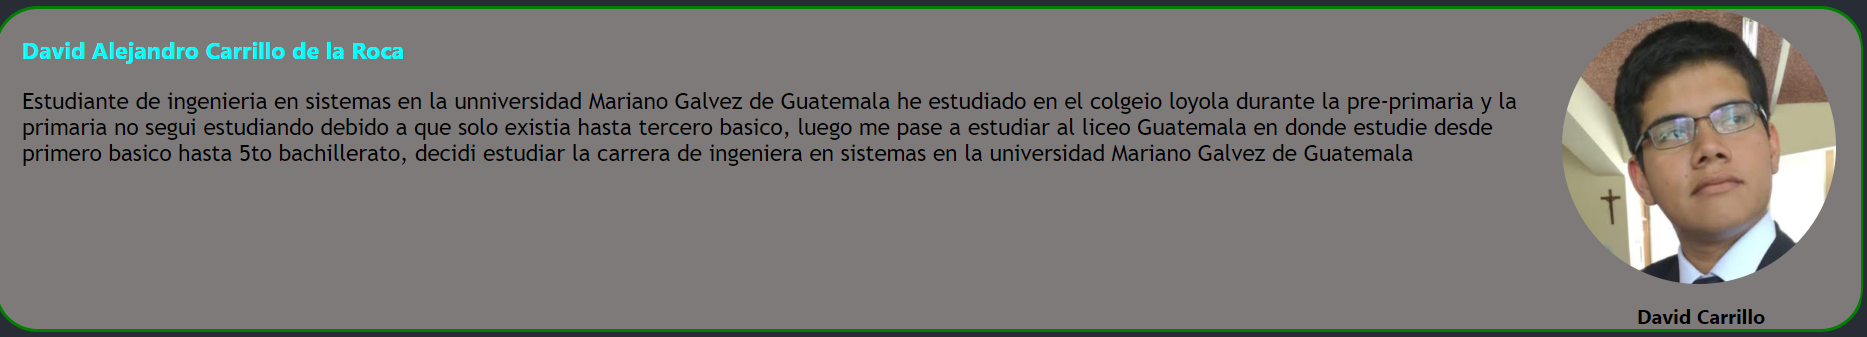 David Alejandro Carrillo de la Roca
Estudiante de ingenieria en sistemas en la unniversidad Mariano Galvez de Guatemala he estudiado en el colgeio loyola durante la pre-primaria y la
primaria no segui estudiando debido a que solo existia hasta tercero basico, luego me pase a estudiar al liceo Guatemala en donde estudie desde
primero basico hasta 5to bachillerato, decidi estudiar la carrera de ingeniera en sistemas en la universidad Mariano Galvez de Guatemala
David Carrillo